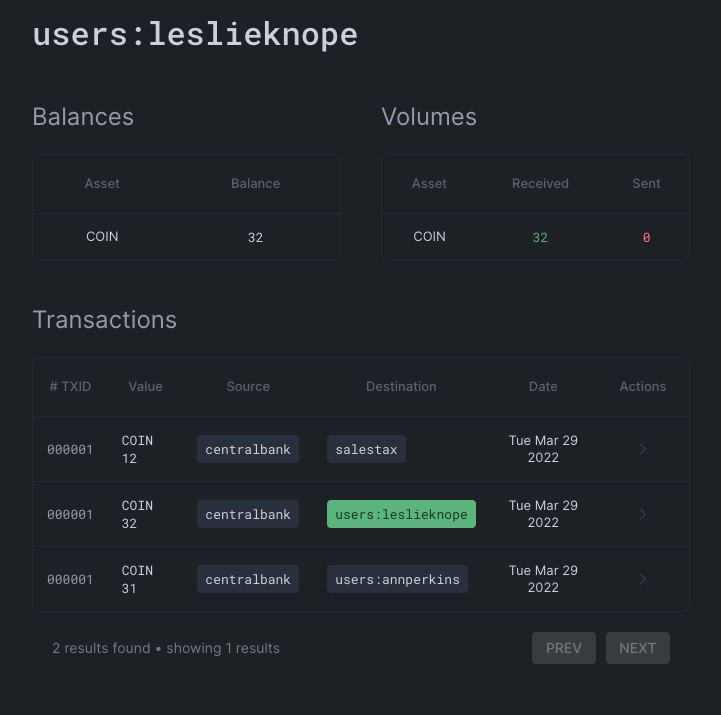 users:leslieknope
Balances
Volumes
Asset Balance
Asset Received Sent
COIN 32
COIN 32 0
Transactions
# TXID Value Source Destination Date Actions
000001 COIN 12 centralbank salestax Tue Mar 29 2022
000001 COIN 32 centralbank users:leslieknope Tue Mar 29 2022
000001 COIN 31 centralbank users:annperkins Tue Mar 29 2022
2 results found • showing 1 results
PREV NEXT